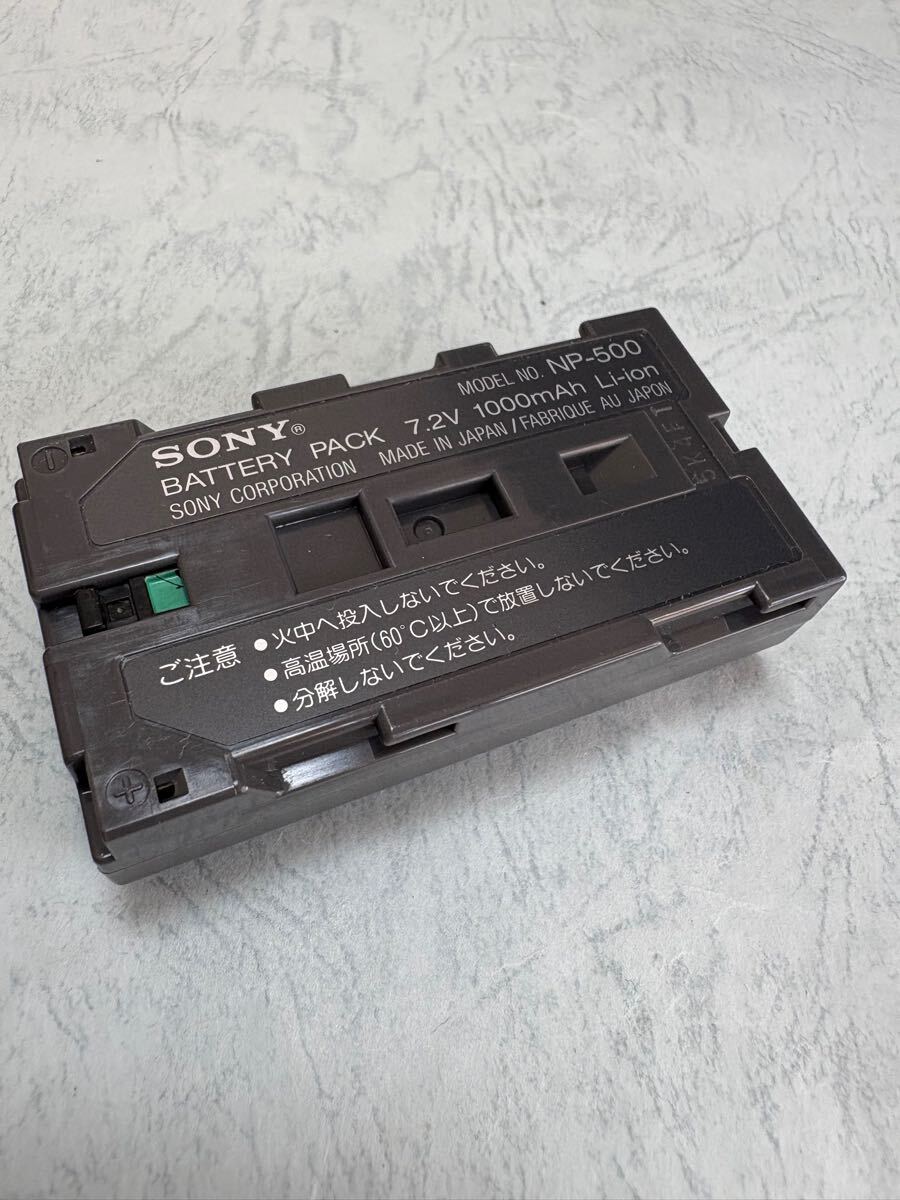 SONY®
MODEL NO. NP-500
BATTERY PACK 7.2V 1000mAh Li-ion
SONY CORPORATION MADE IN JAPAN/FABRIQUE AU JAPON
ご注意 ●火中へ投入しないでください。
●高温場所(60℃以上)で放置しないでください。
●分解しないでください。